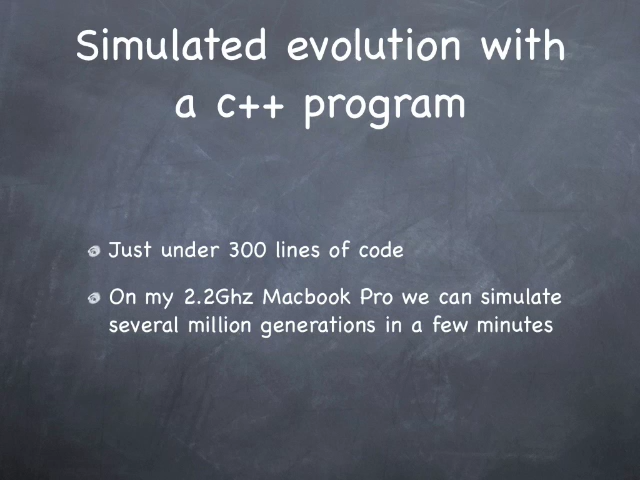 Simulated evolution with
a c++ program
Just under 300 lines of code
On my 2.2Ghz Macbook Pro we can simulate
several million generations in a few minutes